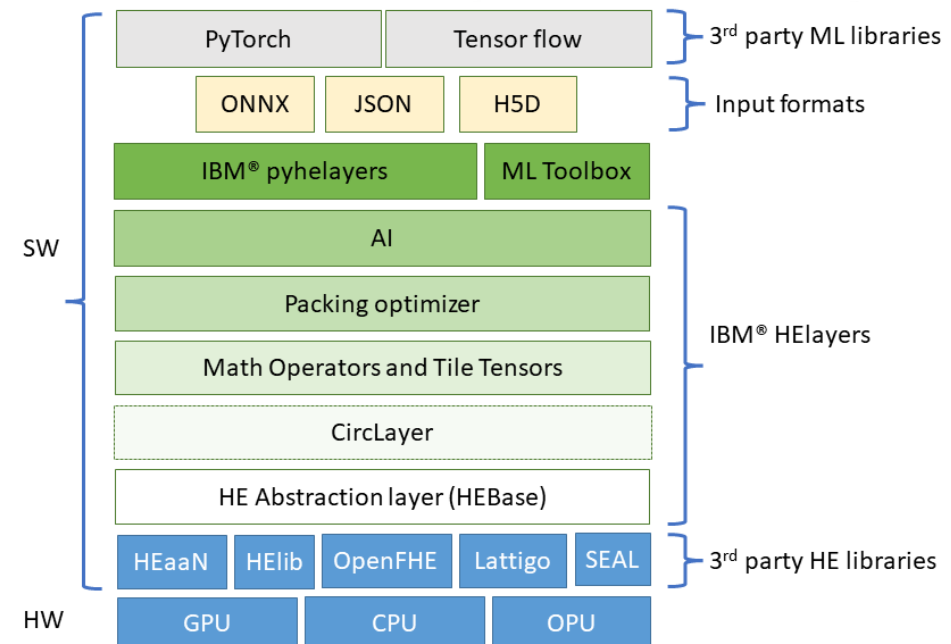 PyTorch
Tensor flow
3rd party ML libraries
ONNX
JSON
H5D
Input formats
IBM® pyhelayers
ML Toolbox
SW
AI
Packing optimizer
IBM® HElayers
Math Operators and Tile Tensors
CircLayer
HE Abstraction layer (HEBase)
HEaaN
HElib
OpenFHE
Lattigo
SEAL
3rd party HE libraries
HW
GPU
CPU
OPU